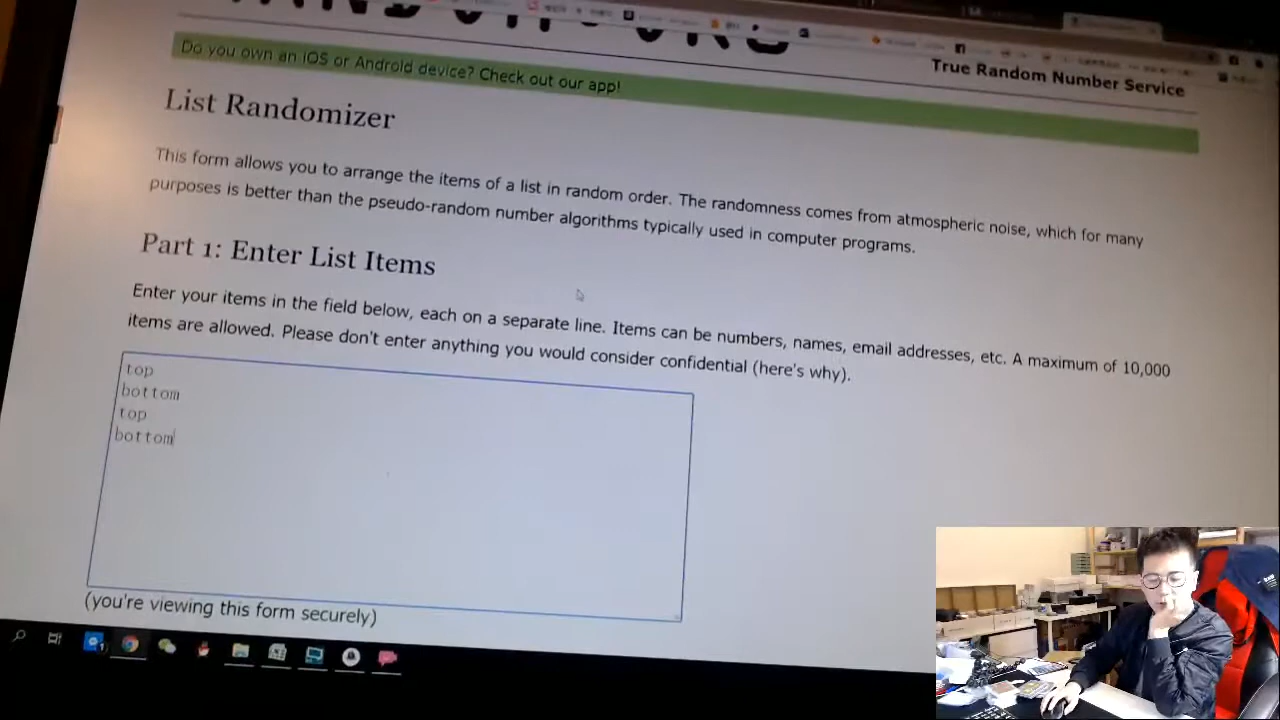 Do you own an iOS or Android device? Check out our app!
True Random Number Service
List Randomizer
This form allows you to arrange the items of a list in random order. The randomness comes from atmospheric noise, which for many
purposes is better than the pseudo-random number algorithms typically used in computer programs.
Part 1: Enter List Items
Enter your items in the field below, each on a separate line. Items can be numbers, names, email addresses, etc. A maximum of 10,000
items are allowed. Please don't enter anything you would consider confidential (here's why).
top
bottom
top
bottom
(you're viewing this form securely)